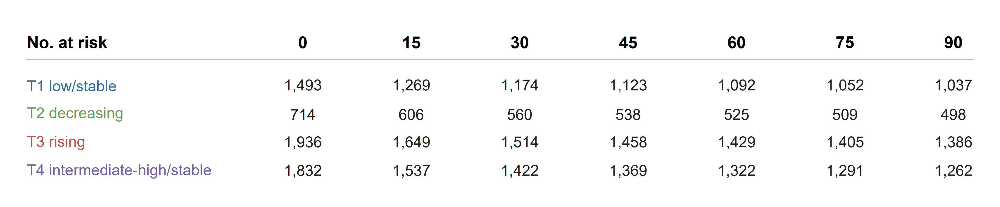 No. at risk 0 15 30 45 60 75 90
T1 low/stable 1,493 1,269 1,174 1,123 1,092 1,052 1,037
T2 decreasing 714 606 560 538 525 509 498
T3 rising 1,936 1,649 1,514 1,458 1,429 1,405 1,386
T4 intermediate-high/stable 1,832 1,537 1,422 1,369 1,322 1,291 1,262